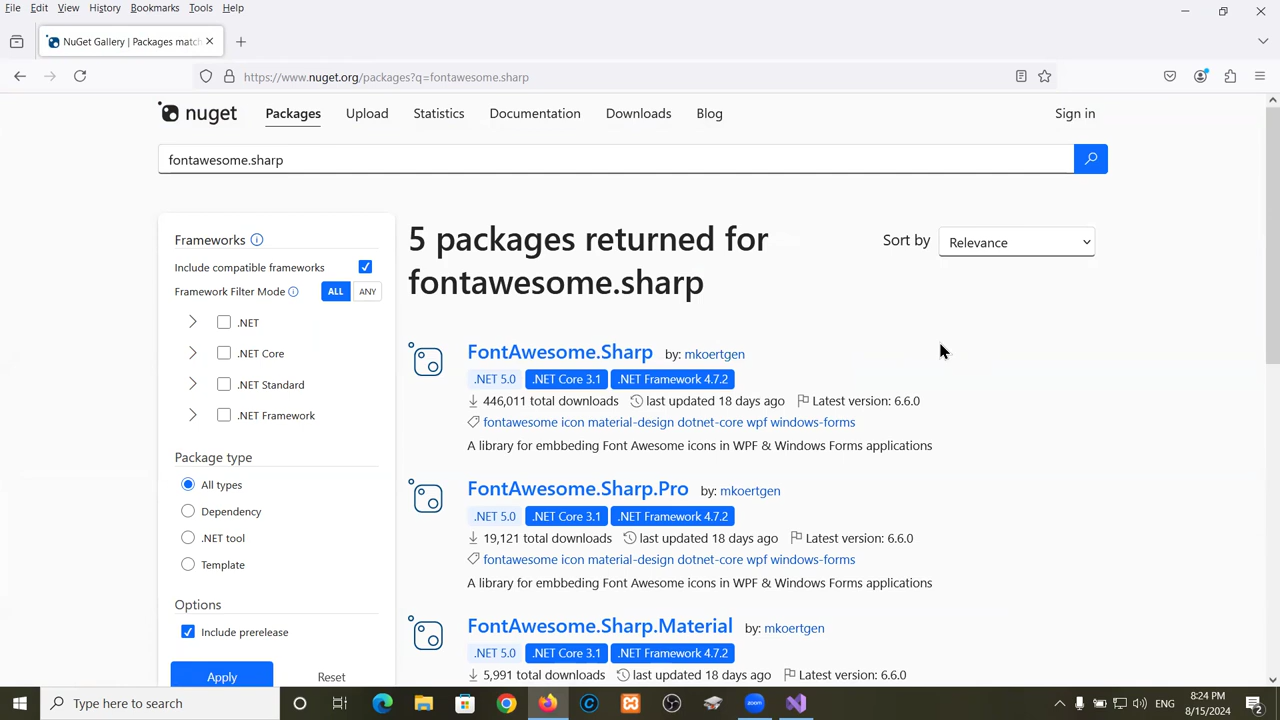 File Edit View History Bookmarks Tools Help
NuGet Gallery | Packages match
https://www.nuget.org/packages?q=fontawesome.sharp
nuget Packages Upload Statistics Documentation Downloads Blog Sign in
fontawesome.sharp
Frameworks
Include compatible frameworks
Framework Filter Mode ALL ANY
.NET
.NET Core
.NET Standard
.NET Framework
Package type
All types
Dependency
.NET tool
Template
Options
Include prerelease
Apply Reset
5 packages returned for
fontawesome.sharp
Sort by Relevance
FontAwesome.Sharp by: mkoertgen
.NET 5.0 .NET Core 3.1 .NET Framework 4.7.2
446,011 total downloads last updated 18 days ago Latest version: 6.6.0
fontawesome icon material-design dotnet-core wpf windows-forms
A library for embbeding Font Awesome icons in WPF & Windows Forms applications
FontAwesome.Sharp.Pro by: mkoertgen
.NET 5.0 .NET Core 3.1 .NET Framework 4.7.2
19,121 total downloads last updated 18 days ago Latest version: 6.6.0
fontawesome icon material-design dotnet-core wpf windows-forms
A library for embbeding Font Awesome icons in WPF & Windows Forms applications
FontAwesome.Sharp.Material by: mkoertgen
.NET 5.0 .NET Core 3.1 .NET Framework 4.7.2
5,991 total downloads last updated 18 days ago Latest version: 6.6.0
Type here to search
zoom
ENG
8:24 PM
8/15/2024
2